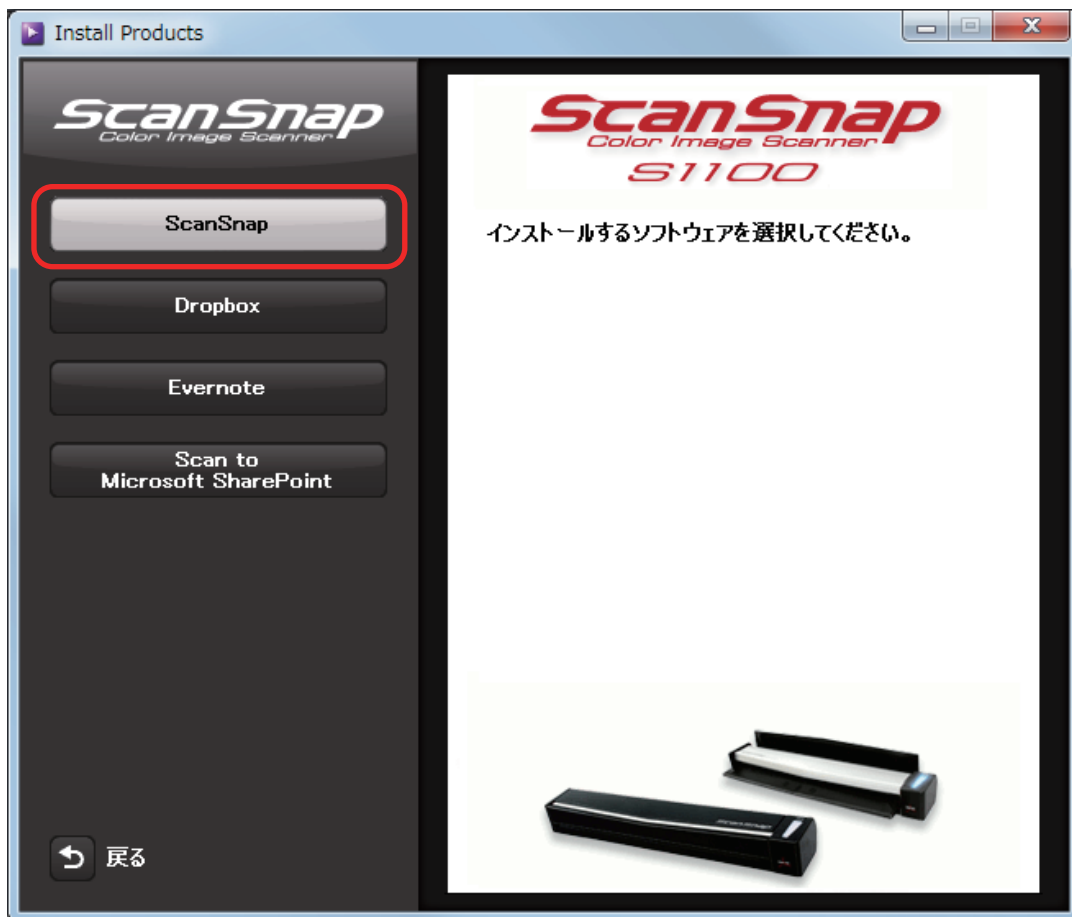 Install Products
ScanSnap
Color Image Scanner
ScanSnap
Dropbox
Evernote
Scan to
Microsoft SharePoint
戻る
ScanSnap
Color Image Scanner
S1100
インストールするソフトウェアを選択してください。
ScanSnap